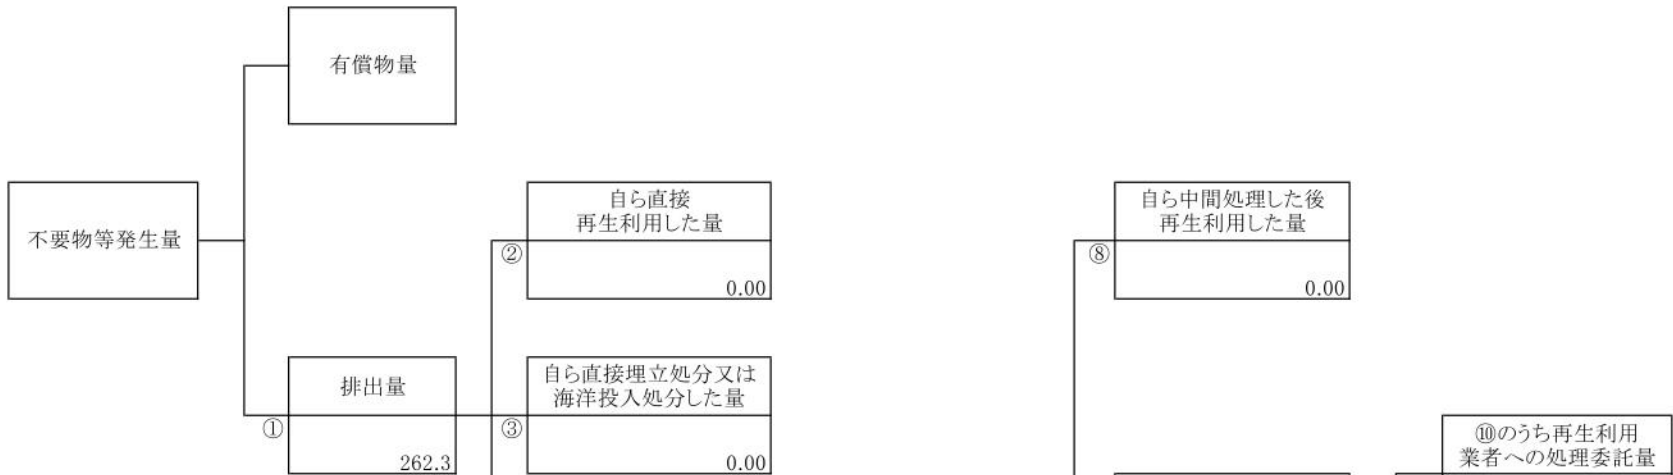 有償物量
不要物等発生量
自ら直接
再生利用した量
②
0.00
自ら中間処理した後
再生利用した量
⑧
0.00
排出量
①
262.3
自ら直接埋立処分又は
海洋投入処分した量
③
0.00
⑩のうち再生利用
業者への処理委託量